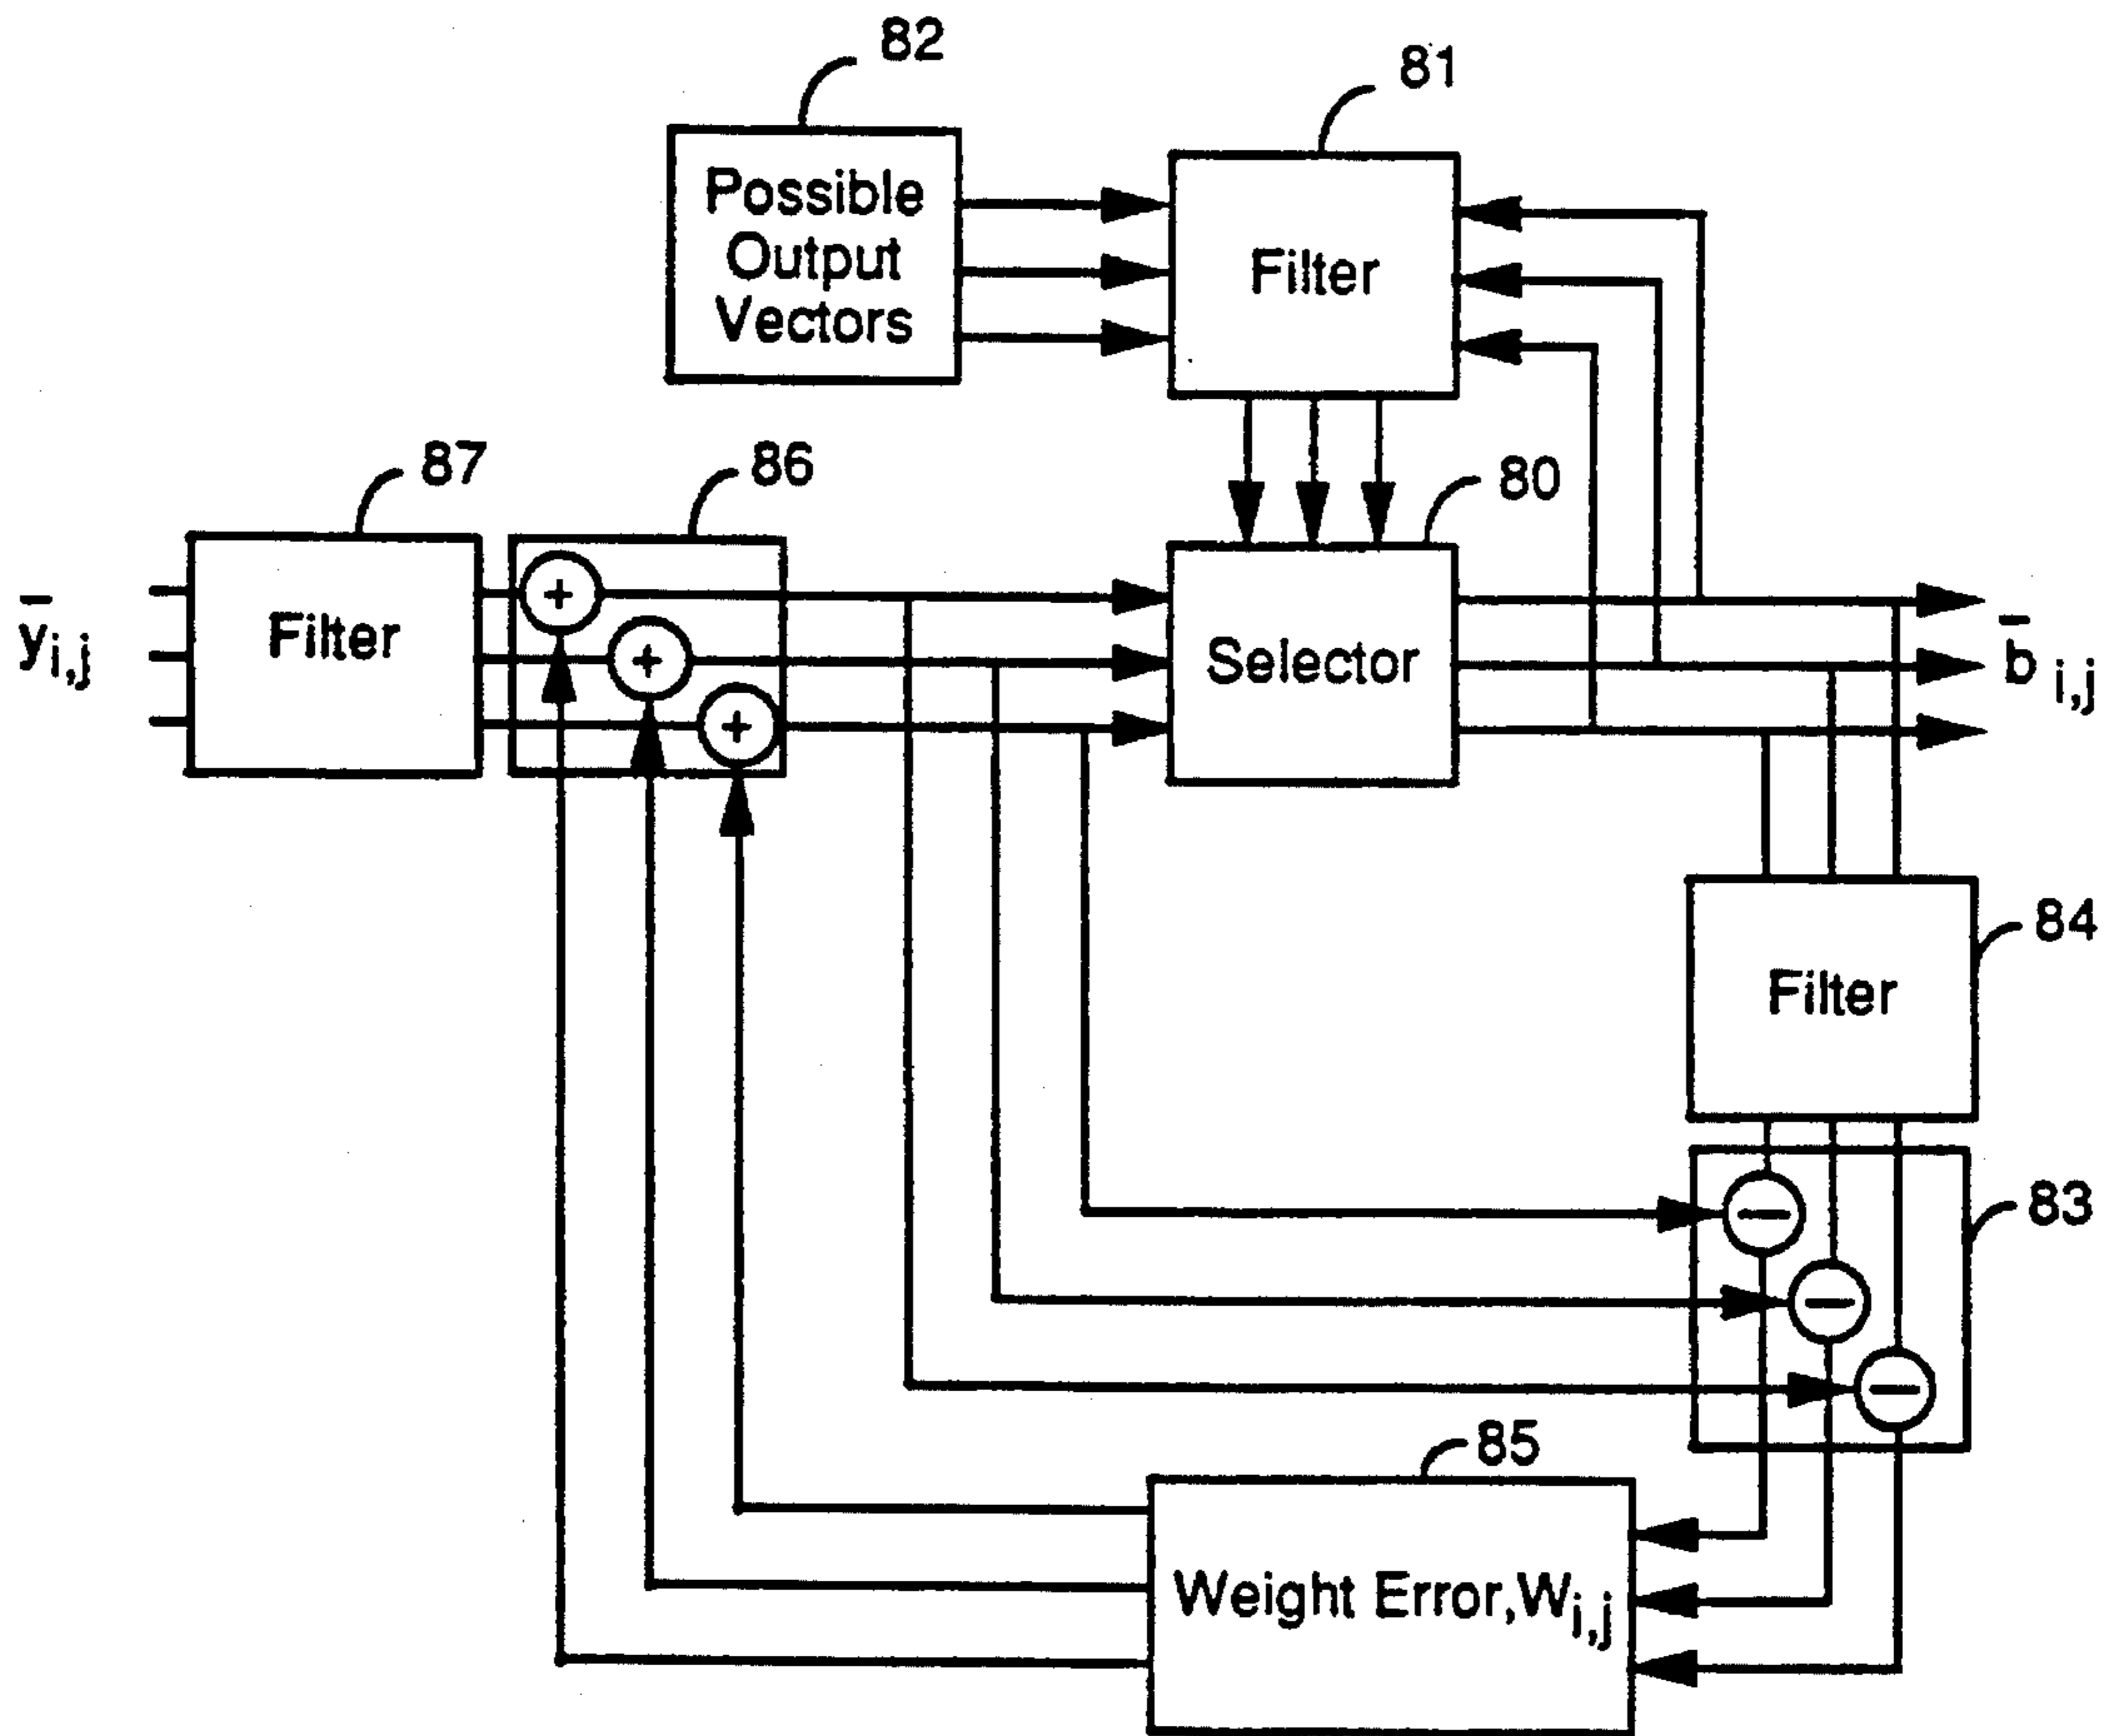 82
81
Possible
Output
Vectors
Filter
87
86
80
ȳi,j
Filter
+
+
+
Selector
b̄ i,j
84
Filter
83
−
−
−
85
Weight Error,Wi,j